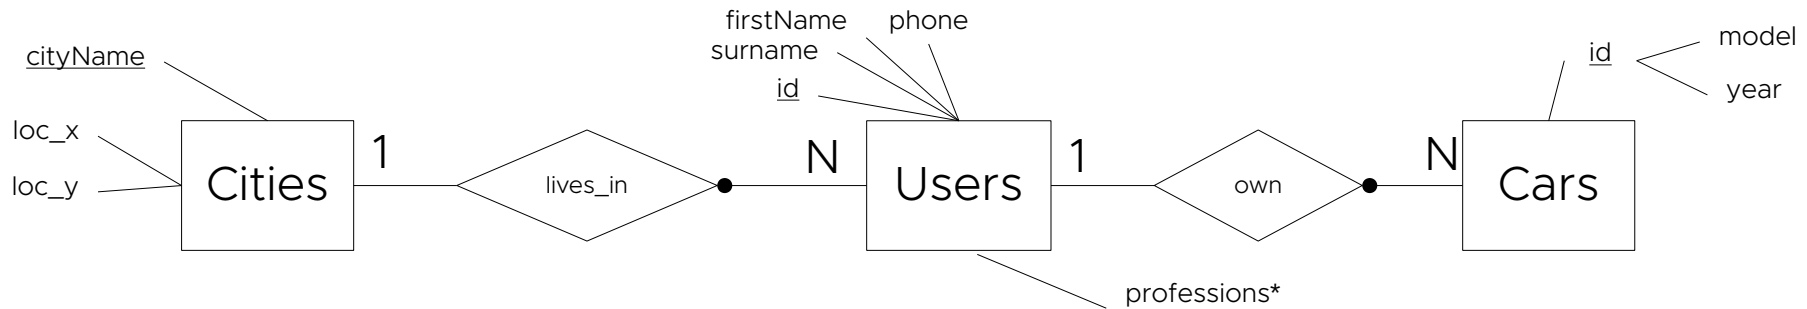 cityName
loc_x
loc_y
Cities
1
lives_in
N
firstName
surname
id
phone
Users
professions*
1
own
N
id
model
year
Cars